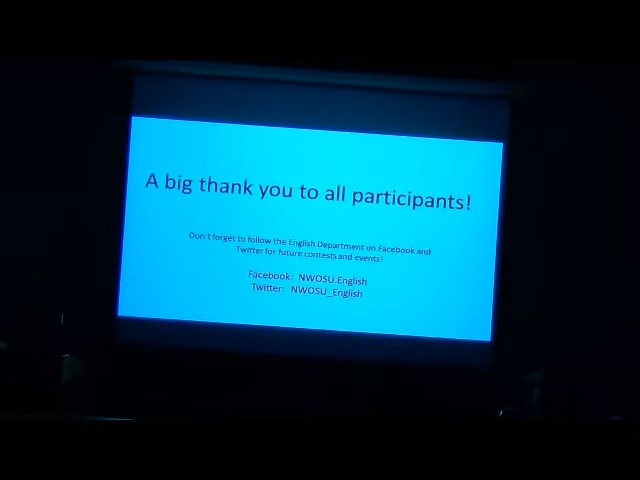 A big thank you to all participants!
Don't forget to follow the English Department on Facebook and
Twitter for future contests and events!
Facebook: NWOSU.English
Twitter: NWOSU_English